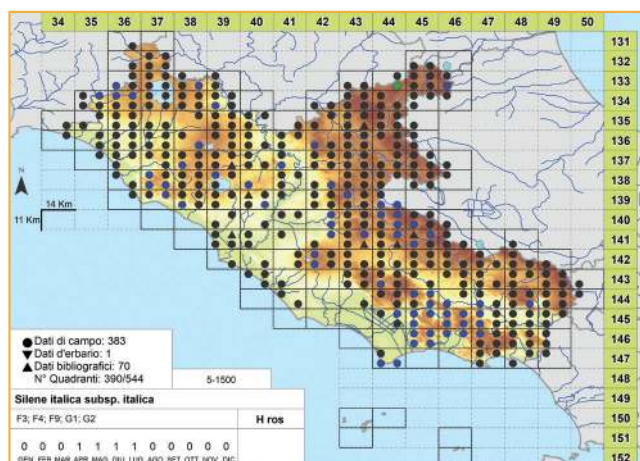 34 35 36 37 38 39 40 41 42 43 44 45 46 47 48 49 50
131
132
133
134
135
136
137
138
139
140
141
142
143
144
145
146
147
148
149
150
151
152
N
14 Km
11 Km
● Dati di campo: 383
▼ Dati d'erbario: 1
▲ Dati bibliografici: 70
N° Quadranti: 390/544
5-1500
Silene italica subsp. italica
F3; F4; F9; G1; G2
H ros
0 0 0 1 1 1 1 0 0 0 0 0
GEN FEB MAR APR MAG GIU LUG AGO SET OTT NOV DIC